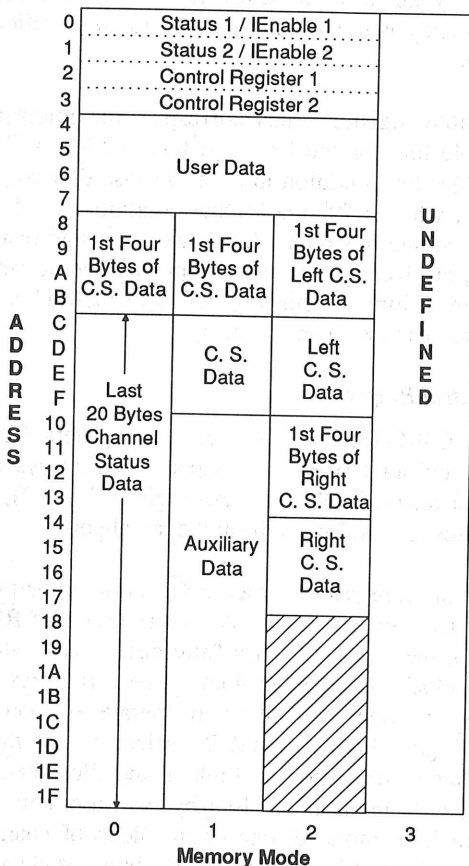 0
Status 1 / IEnable 1
1
Status 2 / IEnable 2
2
Control Register 1
3
Control Register 2
4
5
6
7
User Data
8
9
A
B
1st Four
Bytes of
C.S. Data
1st Four
Bytes of
C.S. Data
1st Four
Bytes of
Left C.S.
Data
UNDEFINED
ADDRESS
C
D
E
F
10
11
12
13
14
15
16
17
18
19
1A
1B
1C
1D
1E
1F
Last
20 Bytes
Channel
Status
Data
C. S.
Data
Auxiliary
Data
Left
C. S.
Data
1st Four
Bytes of
Right
C. S. Data
Right
C. S.
Data
0
1
2
3
Memory Mode